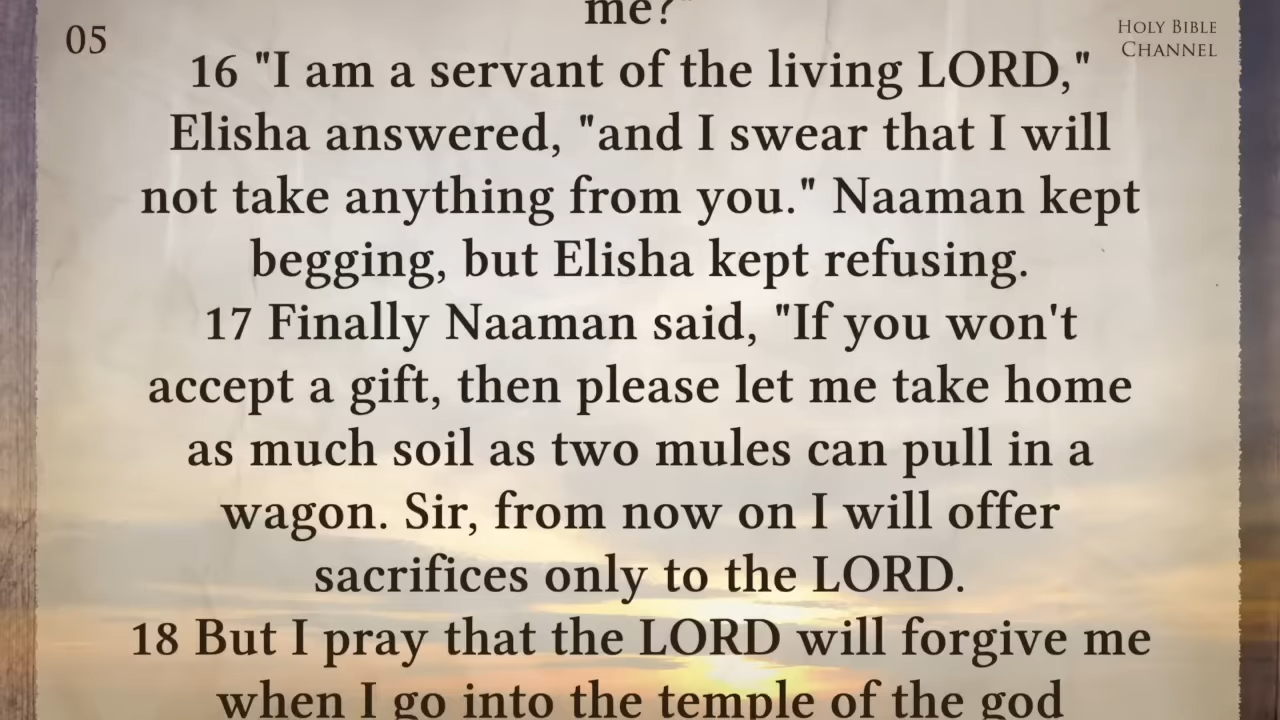 me?"
05
HOLY BIBLE
CHANNEL
16 "I am a servant of the living LORD,"
Elisha answered, "and I swear that I will
not take anything from you." Naaman kept
begging, but Elisha kept refusing.
17 Finally Naaman said, "If you won't
accept a gift, then please let me take home
as much soil as two mules can pull in a
wagon. Sir, from now on I will offer
sacrifices only to the LORD.
18 But I pray that the LORD will forgive me
when I go into the temple of the god